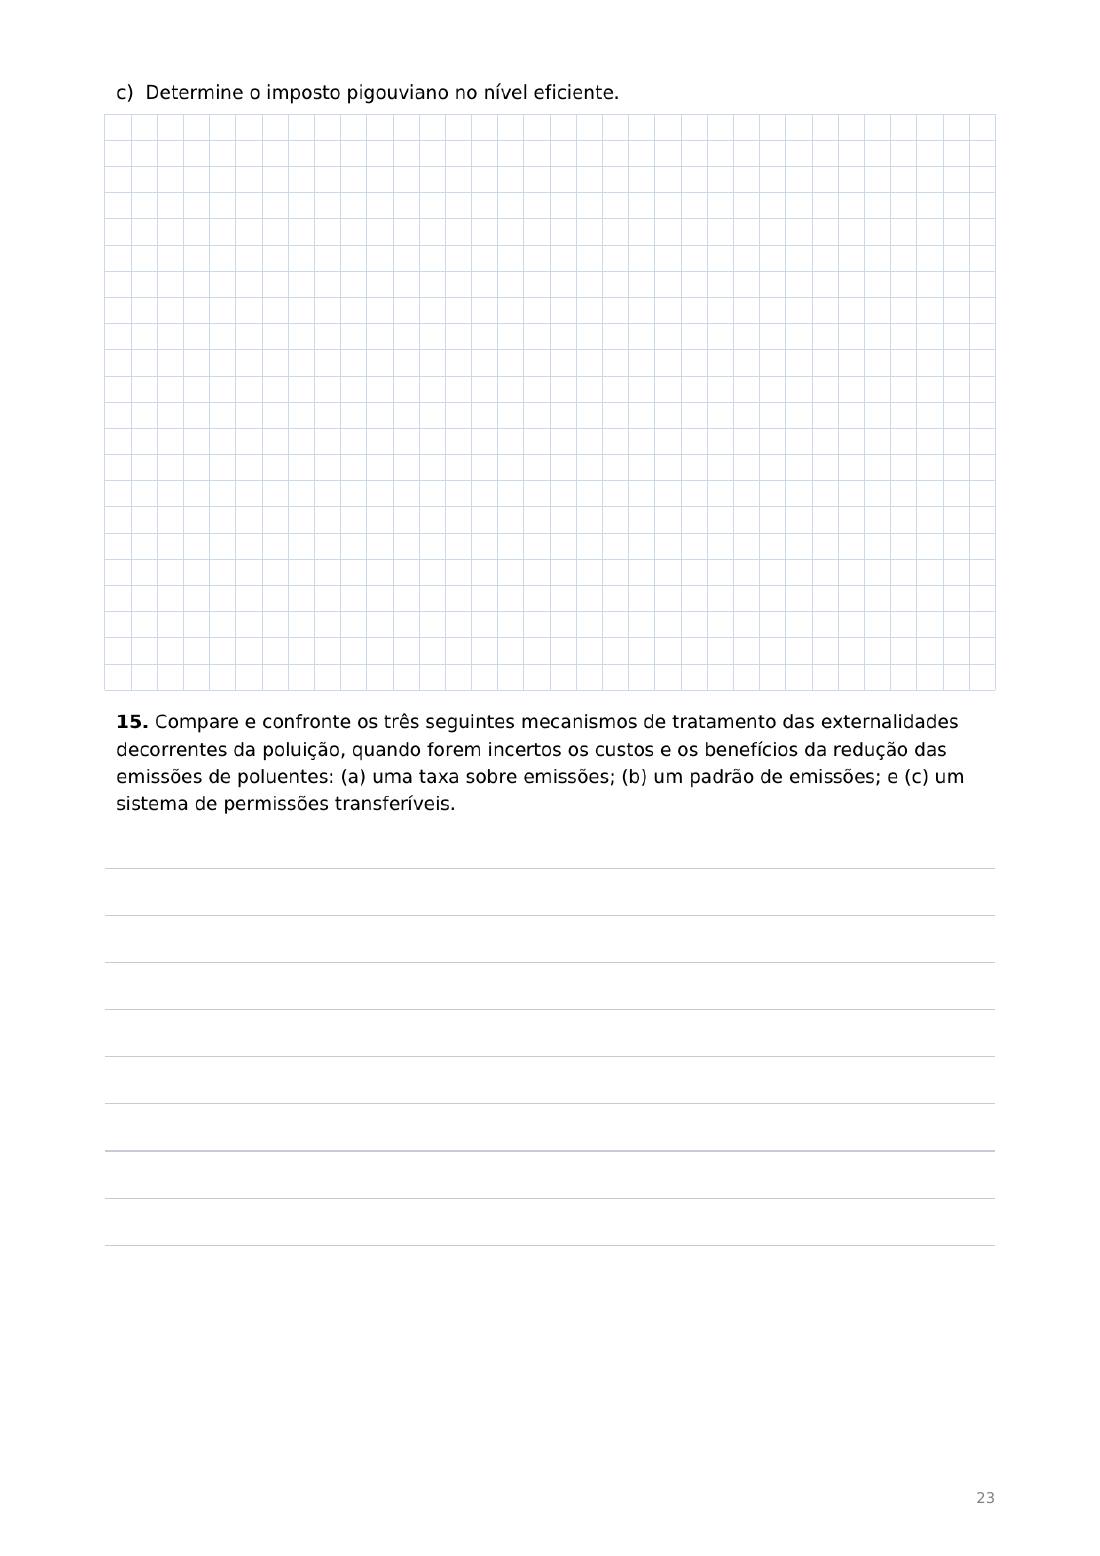 c) Determine o imposto pigouviano no nível eficiente.
15. Compare e confronte os três seguintes mecanismos de tratamento das externalidades
decorrentes da poluição, quando forem incertos os custos e os benefícios da redução das
emissões de poluentes: (a) uma taxa sobre emissões; (b) um padrão de emissões; e (c) um
sistema de permissões transferíveis.
23